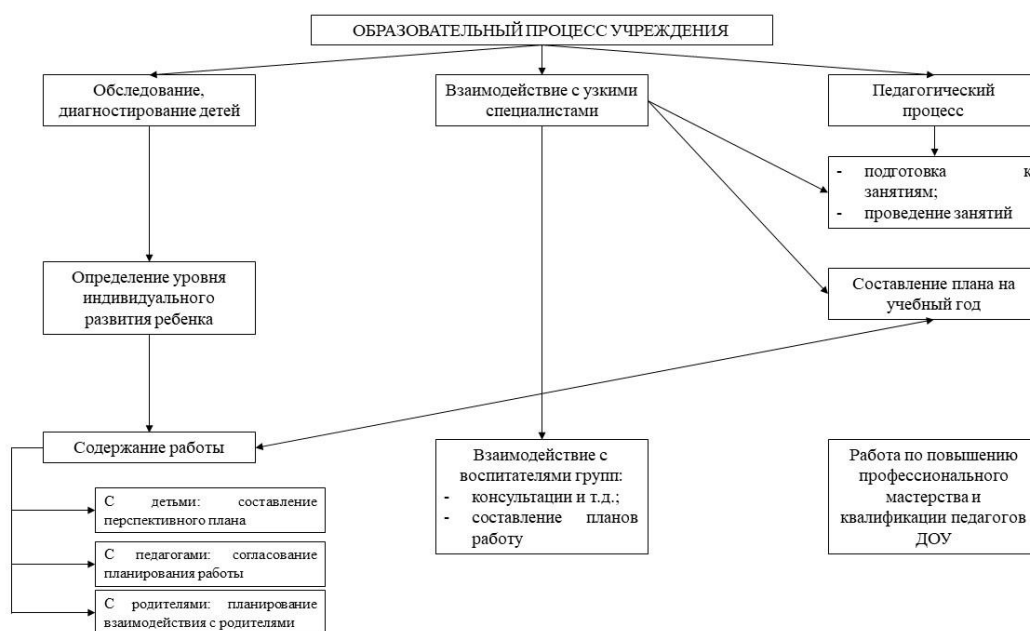 ОБРАЗОВАТЕЛЬНЫЙ ПРОЦЕСС УЧРЕЖДЕНИЯ
Обследование,
диагностирование детей
Взаимодействие с узкими
специалистами
Педагогический
процесс
- подготовка к
занятиям;
- проведение занятий
Определение уровня
индивидуального
развития ребенка
Составление плана на
учебный год
Содержание работы
С детьми: составление
перспективного плана
С педагогами: согласование
планирования работы
С родителями: планирование
взаимодействия с родителями
Взаимодействие с
воспитателями групп:
- консультации и т.д.;
- составление планов
работу
Работа по повышению
профессионального
мастерства и
квалификации педагогов
ДОУ